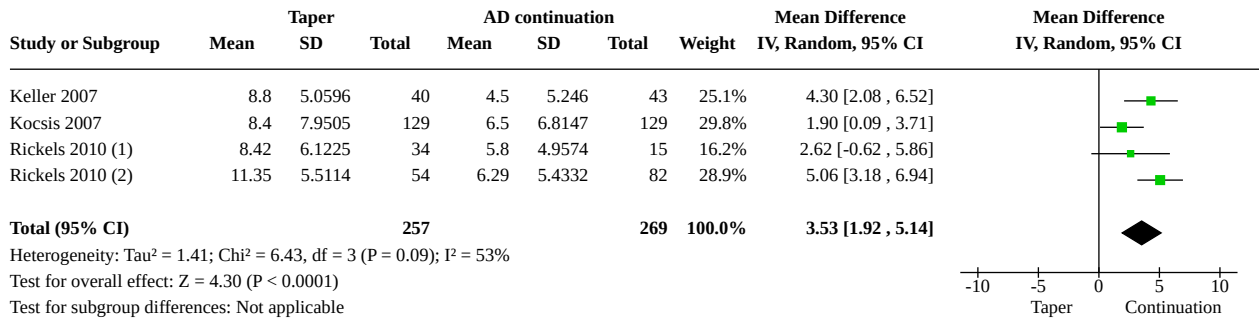 Taper AD continuation Mean Difference Mean Difference
Study or Subgroup Mean SD Total Mean SD Total Weight IV, Random, 95% CI IV, Random, 95% CI
Keller 2007 8.8 5.0596 40 4.5 5.246 43 25.1% 4.30 [2.08 , 6.52]
Kocsis 2007 8.4 7.9505 129 6.5 6.8147 129 29.8% 1.90 [0.09 , 3.71]
Rickels 2010 (1) 8.42 6.1225 34 5.8 4.9574 15 16.2% 2.62 [-0.62 , 5.86]
Rickels 2010 (2) 11.35 5.5114 54 6.29 5.4332 82 28.9% 5.06 [3.18 , 6.94]
Total (95% CI) 257 269 100.0% 3.53 [1.92 , 5.14]
Heterogeneity: Tau² = 1.41; Chi² = 6.43, df = 3 (P = 0.09); I² = 53%
Test for overall effect: Z = 4.30 (P < 0.0001)
Test for subgroup differences: Not applicable
-10 -5 0 5 10
Taper Continuation